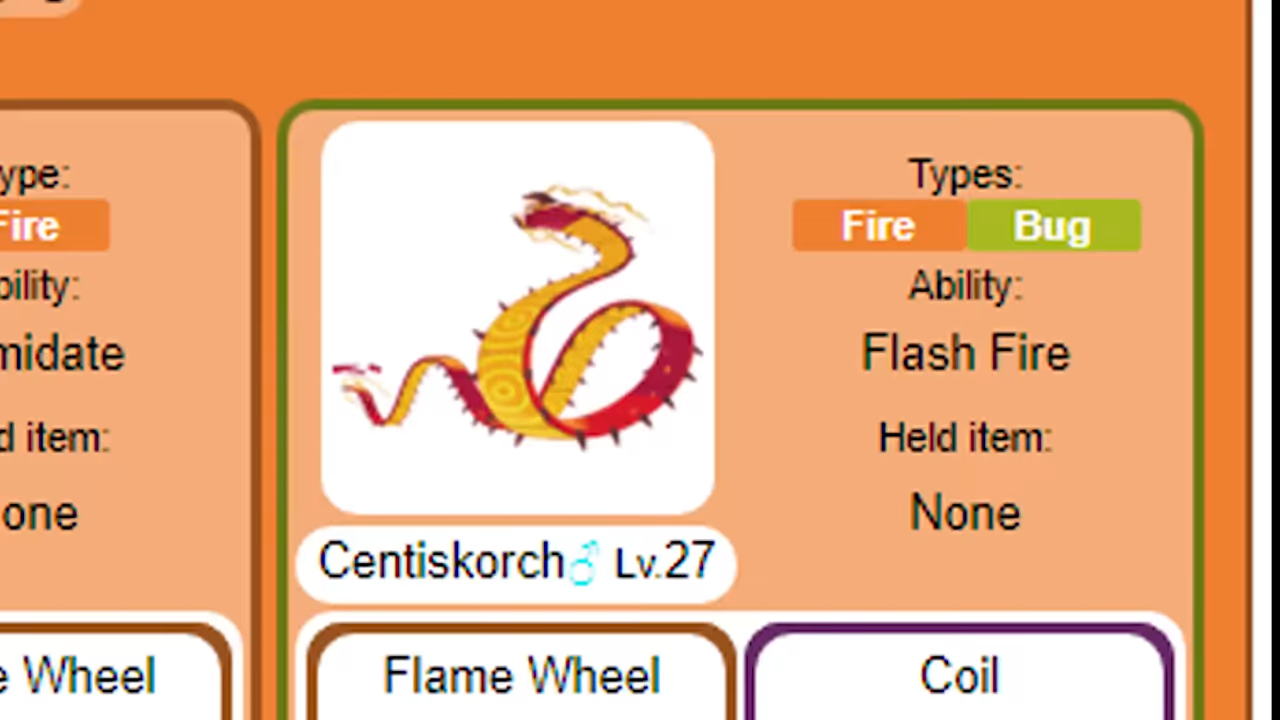 ype:
Fire
bility:
midate
d item:
one
e Wheel
Types:
Fire Bug
Ability:
Flash Fire
Held item:
None
Centiskorch♂ Lv.27
Flame Wheel
Coil